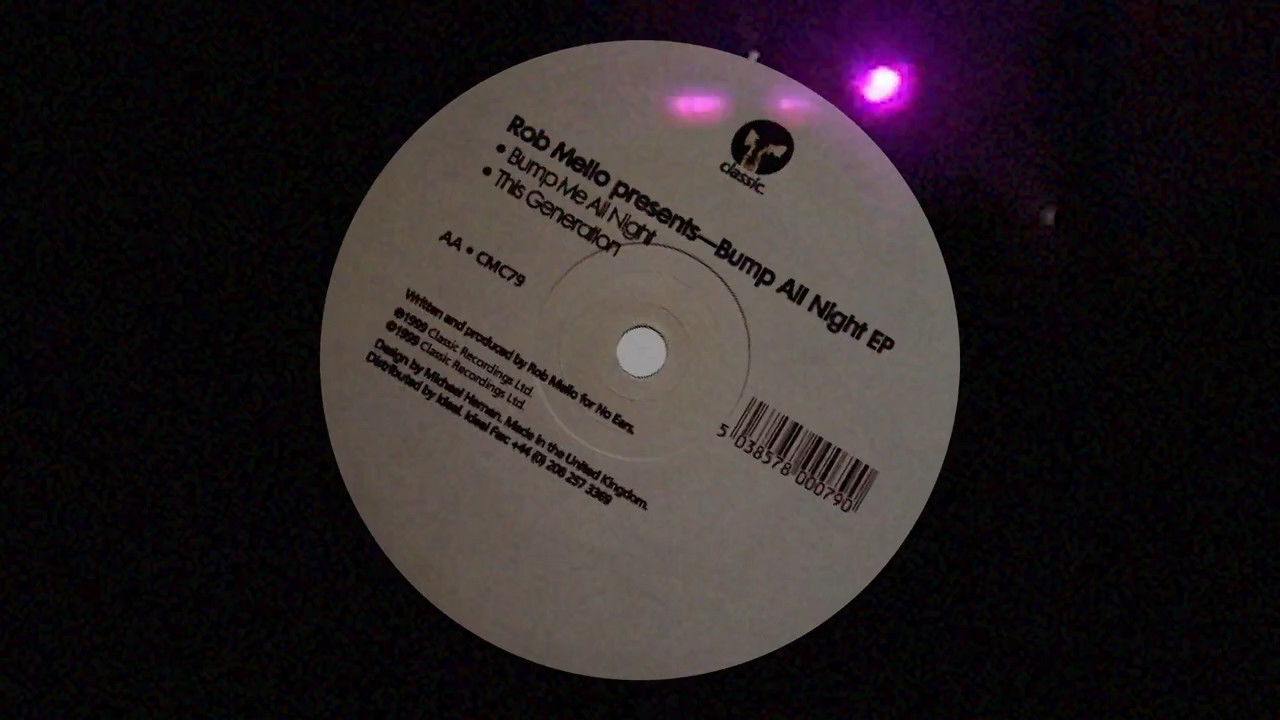 classic.
Rob Mello presents—Bump All Night EP
• Bump Me All Night
• This Generation
AA • CMC79
Written and produced by Rob Mello for No Ears.
℗1999 Classic Recordings Ltd.
©1999 Classic Recordings Ltd.
Design by Michael Heman. Made in the United Kingdom.
Distributed by Ideal. Ideal Fax: +44 (0) 208 257 3369
5 038578 000790